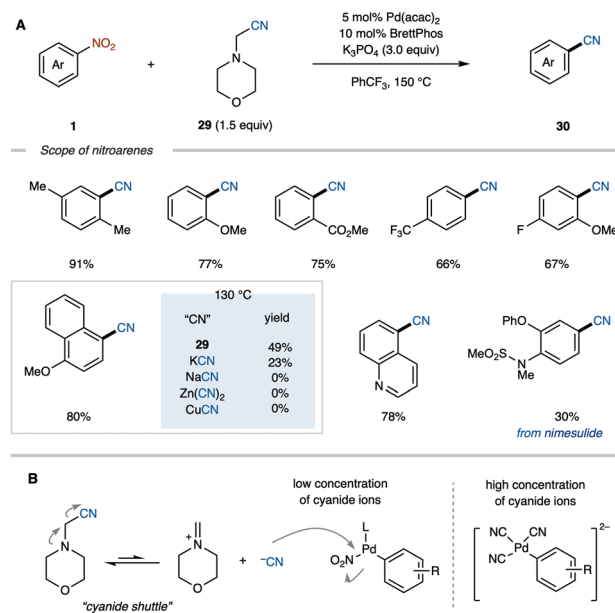 A
NO₂
Ar
1
+
CN
N
O
29 (1.5 equiv)
5 mol% Pd(acac)₂
10 mol% BrettPhos
K₃PO₄ (3.0 equiv)
PhCF₃, 150 °C
CN
Ar
30
Scope of nitroarenes
Me CN
Me
91%
CN
OMe
77%
CN
CO₂Me
75%
CN
F₃C
66%
CN
F OMe
67%
CN
MeO
80%
130 °C
"CN" yield
29 49%
KCN 23%
NaCN 0%
Zn(CN)₂ 0%
CuCN 0%
CN
N
78%
PhO CN
MeO₂S N
Me
30%
from nimesulide
B
CN
N
O
"cyanide shuttle"
+
N
O
+ ⁻CN
low concentration
of cyanide ions
L
O₂N Pd
R
high concentration
of cyanide ions
NC CN
Pd
NC
R
2−